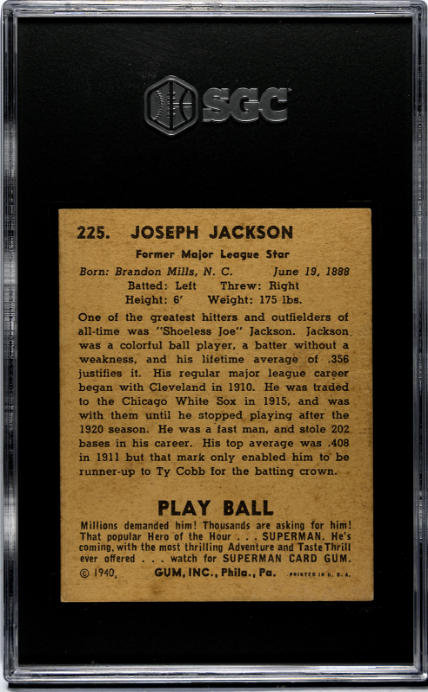 SGC
225. JOSEPH JACKSON
Former Major League Star
Born: Brandon Mills, N. C. June 19, 1888
Batted: Left Threw: Right
Height: 6' Weight: 175 lbs.
One of the greatest hitters and outfielders of
all-time was "Shoeless Joe" Jackson. Jackson
was a colorful ball player, a batter without a
weakness, and his lifetime average of .356
justifies it. His regular major league career
began with Cleveland in 1910. He was traded
to the Chicago White Sox in 1915, and was
with them until he stopped playing after the
1920 season. He was a fast man, and stole 202
bases in his career. His top average was .408
in 1911 but that mark only enabled him to be
runner-up to Ty Cobb for the batting crown.
PLAY BALL
Millions demanded him! Thousands are asking for him!
That popular Hero of the Hour . . . SUPERMAN. He's
coming, with the most thrilling Adventure and Taste Thrill
ever offered . . . watch for SUPERMAN CARD GUM.
© 1940, GUM, INC., Phila., Pa. PRINTED IN U. S. A.